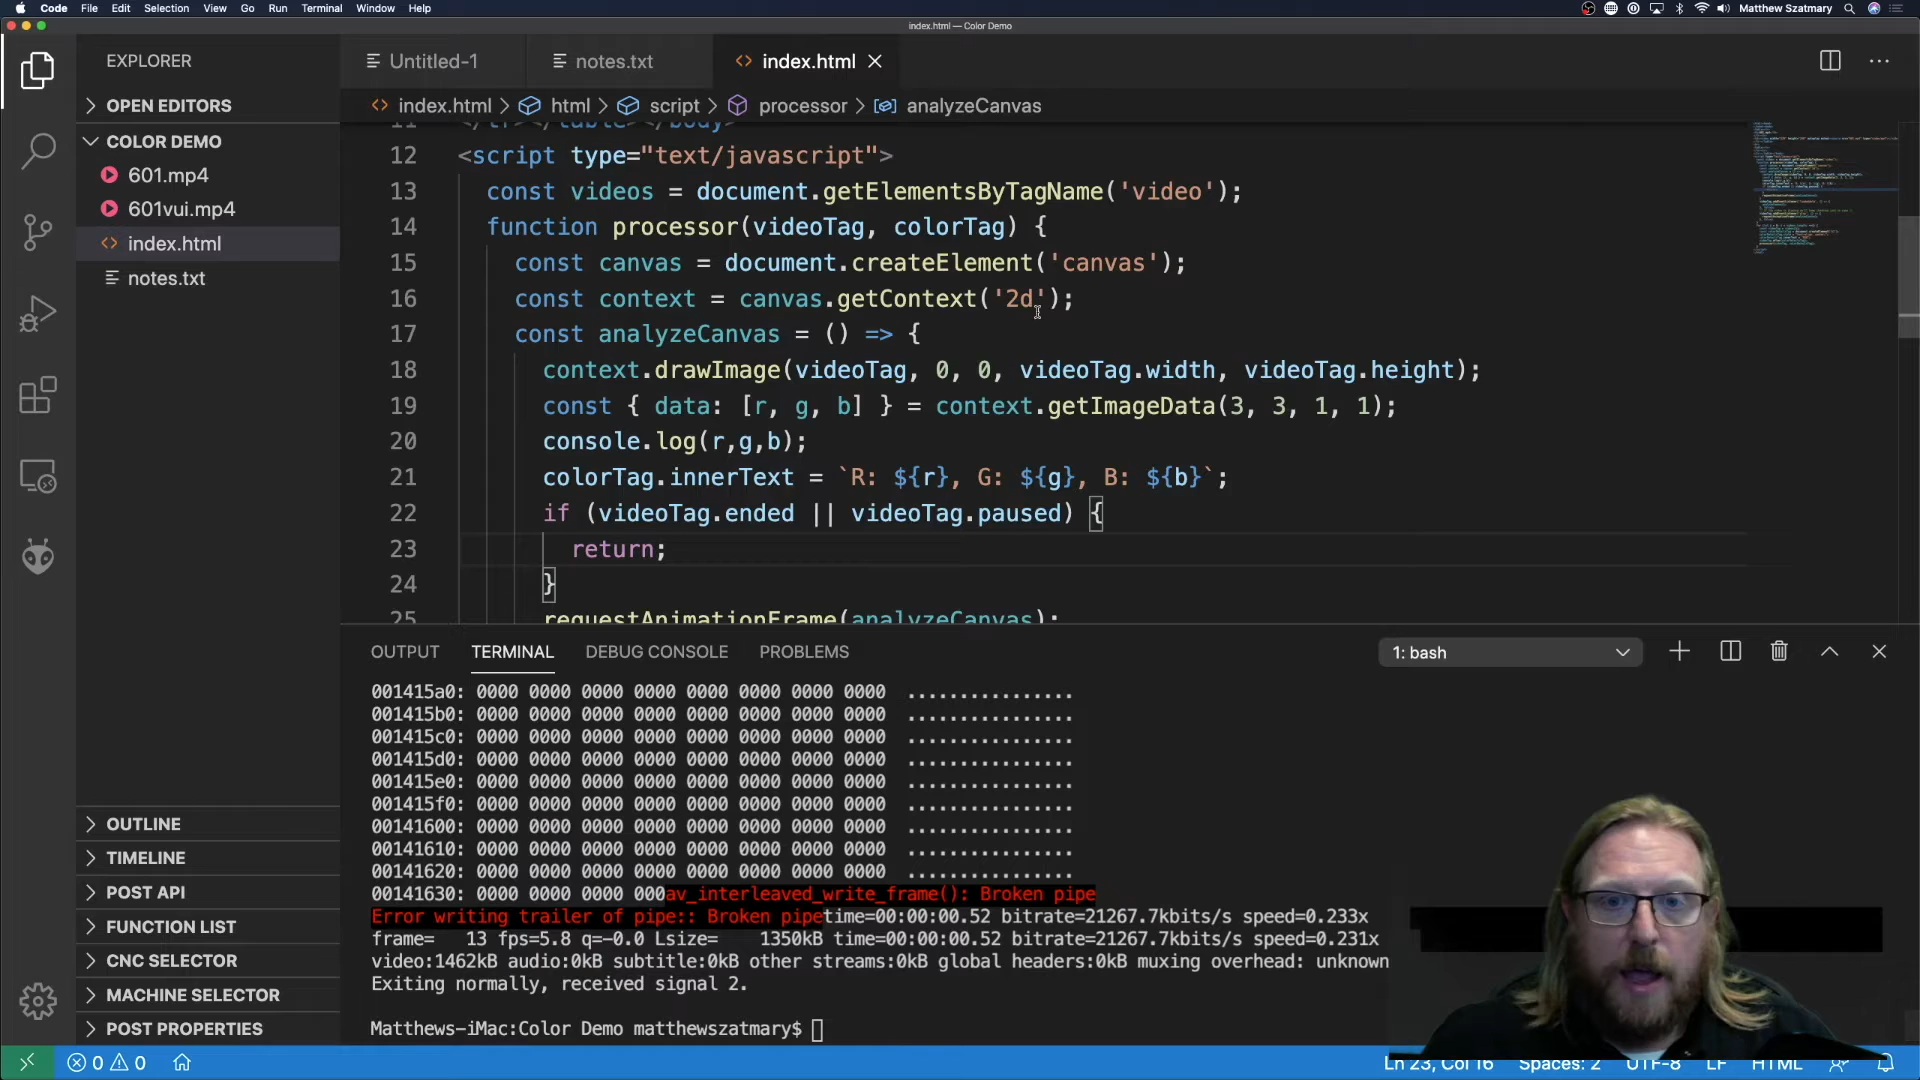 Code File Edit Selection View Go Run Terminal Window Help Matthew Szatmary
index.html — Color Demo
EXPLORER
Untitled-1 notes.txt index.html
OPEN EDITORS
index.html html script processor analyzeCanvas
COLOR DEMO
601.mp4
601vui.mp4
index.html
notes.txt
11 </tr></table></body>
12 <script type="text/javascript">
13 const videos = document.getElementsByTagName('video');
14 function processor(videoTag, colorTag) {
15 const canvas = document.createElement('canvas');
16 const context = canvas.getContext('2d');
17 const analyzeCanvas = () => {
18 context.drawImage(videoTag, 0, 0, videoTag.width, videoTag.height);
19 const { data: [r, g, b] } = context.getImageData(3, 3, 1, 1);
20 console.log(r,g,b);
21 colorTag.innerText = `R: ${r}, G: ${g}, B: ${b}`;
22 if (videoTag.ended || videoTag.paused) {
23 return;
24 }
25 requestAnimationFrame(analyzeCanvas);
OUTPUT TERMINAL DEBUG CONSOLE PROBLEMS 1: bash
001415a0: 0000 0000 0000 0000 0000 0000 0000 0000 ................
001415b0: 0000 0000 0000 0000 0000 0000 0000 0000 ................
001415c0: 0000 0000 0000 0000 0000 0000 0000 0000 ................
001415d0: 0000 0000 0000 0000 0000 0000 0000 0000 ................
001415e0: 0000 0000 0000 0000 0000 0000 0000 0000 ................
001415f0: 0000 0000 0000 0000 0000 0000 0000 0000 ................
00141600: 0000 0000 0000 0000 0000 0000 0000 0000 ................
00141610: 0000 0000 0000 0000 0000 0000 0000 0000 ................
00141620: 0000 0000 0000 0000 0000 0000 0000 0000 ................
00141630: 0000 0000 0000 000av_interleaved_write_frame(): Broken pipe
Error writing trailer of pipe:: Broken pipetime=00:00:00.52 bitrate=21267.7kbits/s speed=0.233x
frame= 13 fps=5.8 q=-0.0 Lsize= 1350kB time=00:00:00.52 bitrate=21267.7kbits/s speed=0.231x
video:1462kB audio:0kB subtitle:0kB other streams:0kB global headers:0kB muxing overhead: unknown
Exiting normally, received signal 2.
Matthews-iMac:Color Demo matthewszatmary$
OUTLINE
TIMELINE
POST API
FUNCTION LIST
CNC SELECTOR
MACHINE SELECTOR
POST PROPERTIES
0 0 Ln 23, Col 16 Spaces: 2 UTF-8 LF HTML